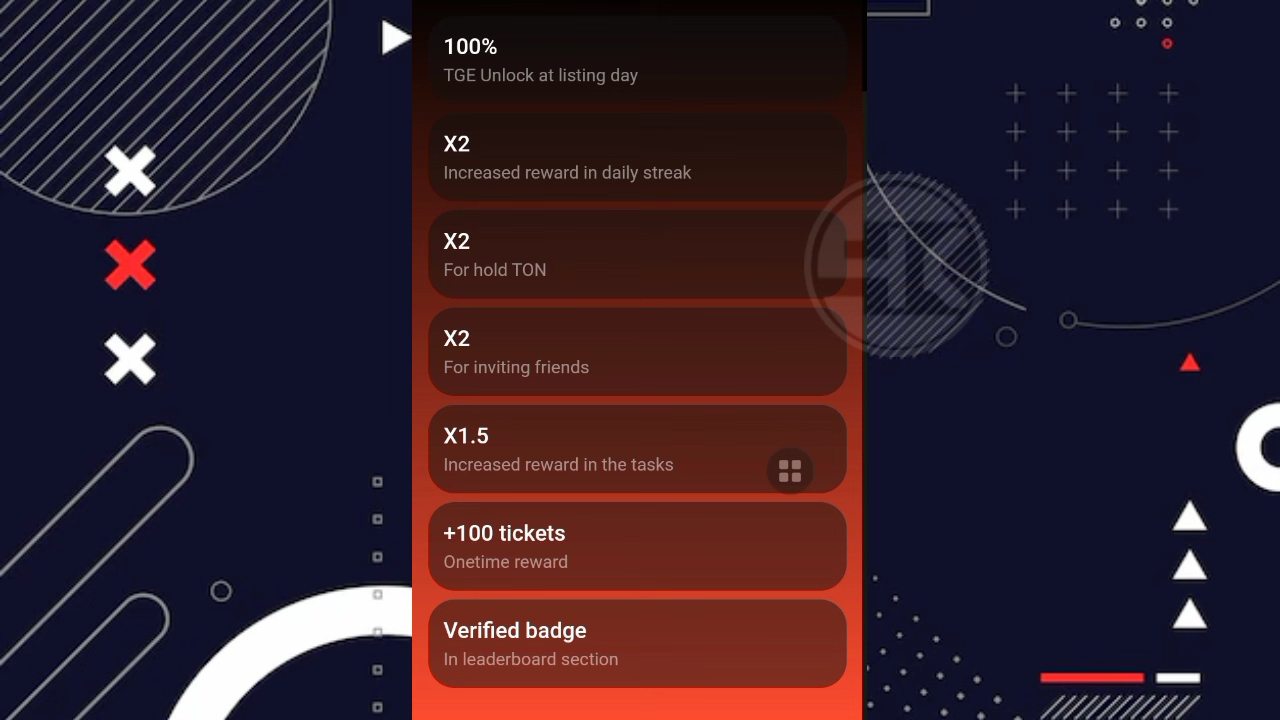 100%
TGE Unlock at listing day
X2
Increased reward in daily streak
X2
For hold TON
X2
For inviting friends
X1.5
Increased reward in the tasks
+100 tickets
Onetime reward
Verified badge
In leaderboard section